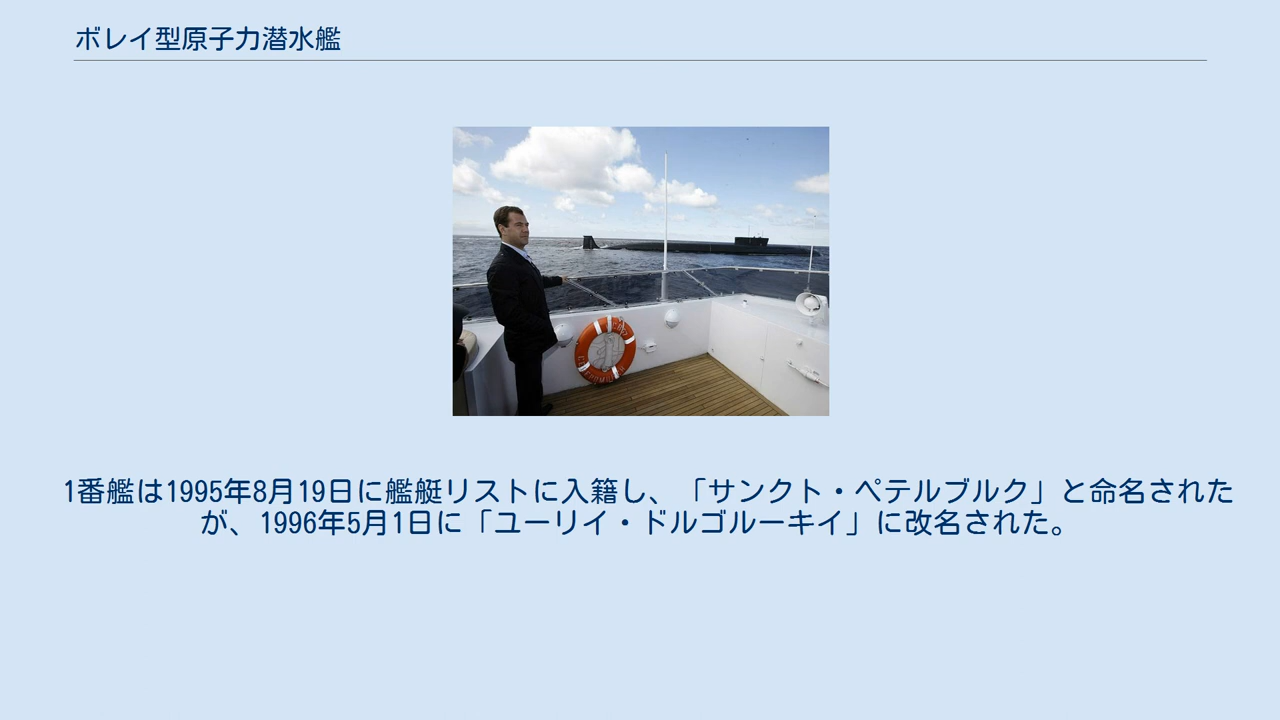 ボレイ型原子力潜水艦
1番艦は1995年8月19日に艦艇リストに入籍し、「サンクト・ペテルブルク」と命名された
が、1996年5月1日に「ユーリイ・ドルゴルーキイ」に改名された。